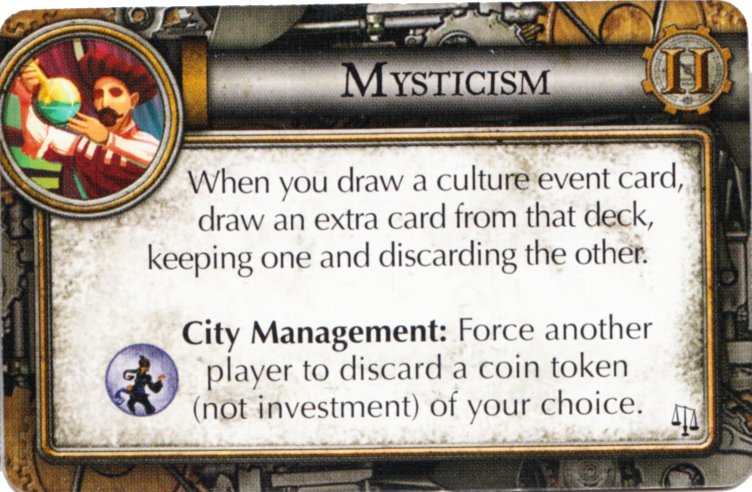 MYSTICISM
II
When you draw a culture event card,
draw an extra card from that deck,
keeping one and discarding the other.
City Management: Force another
player to discard a coin token
(not investment) of your choice.